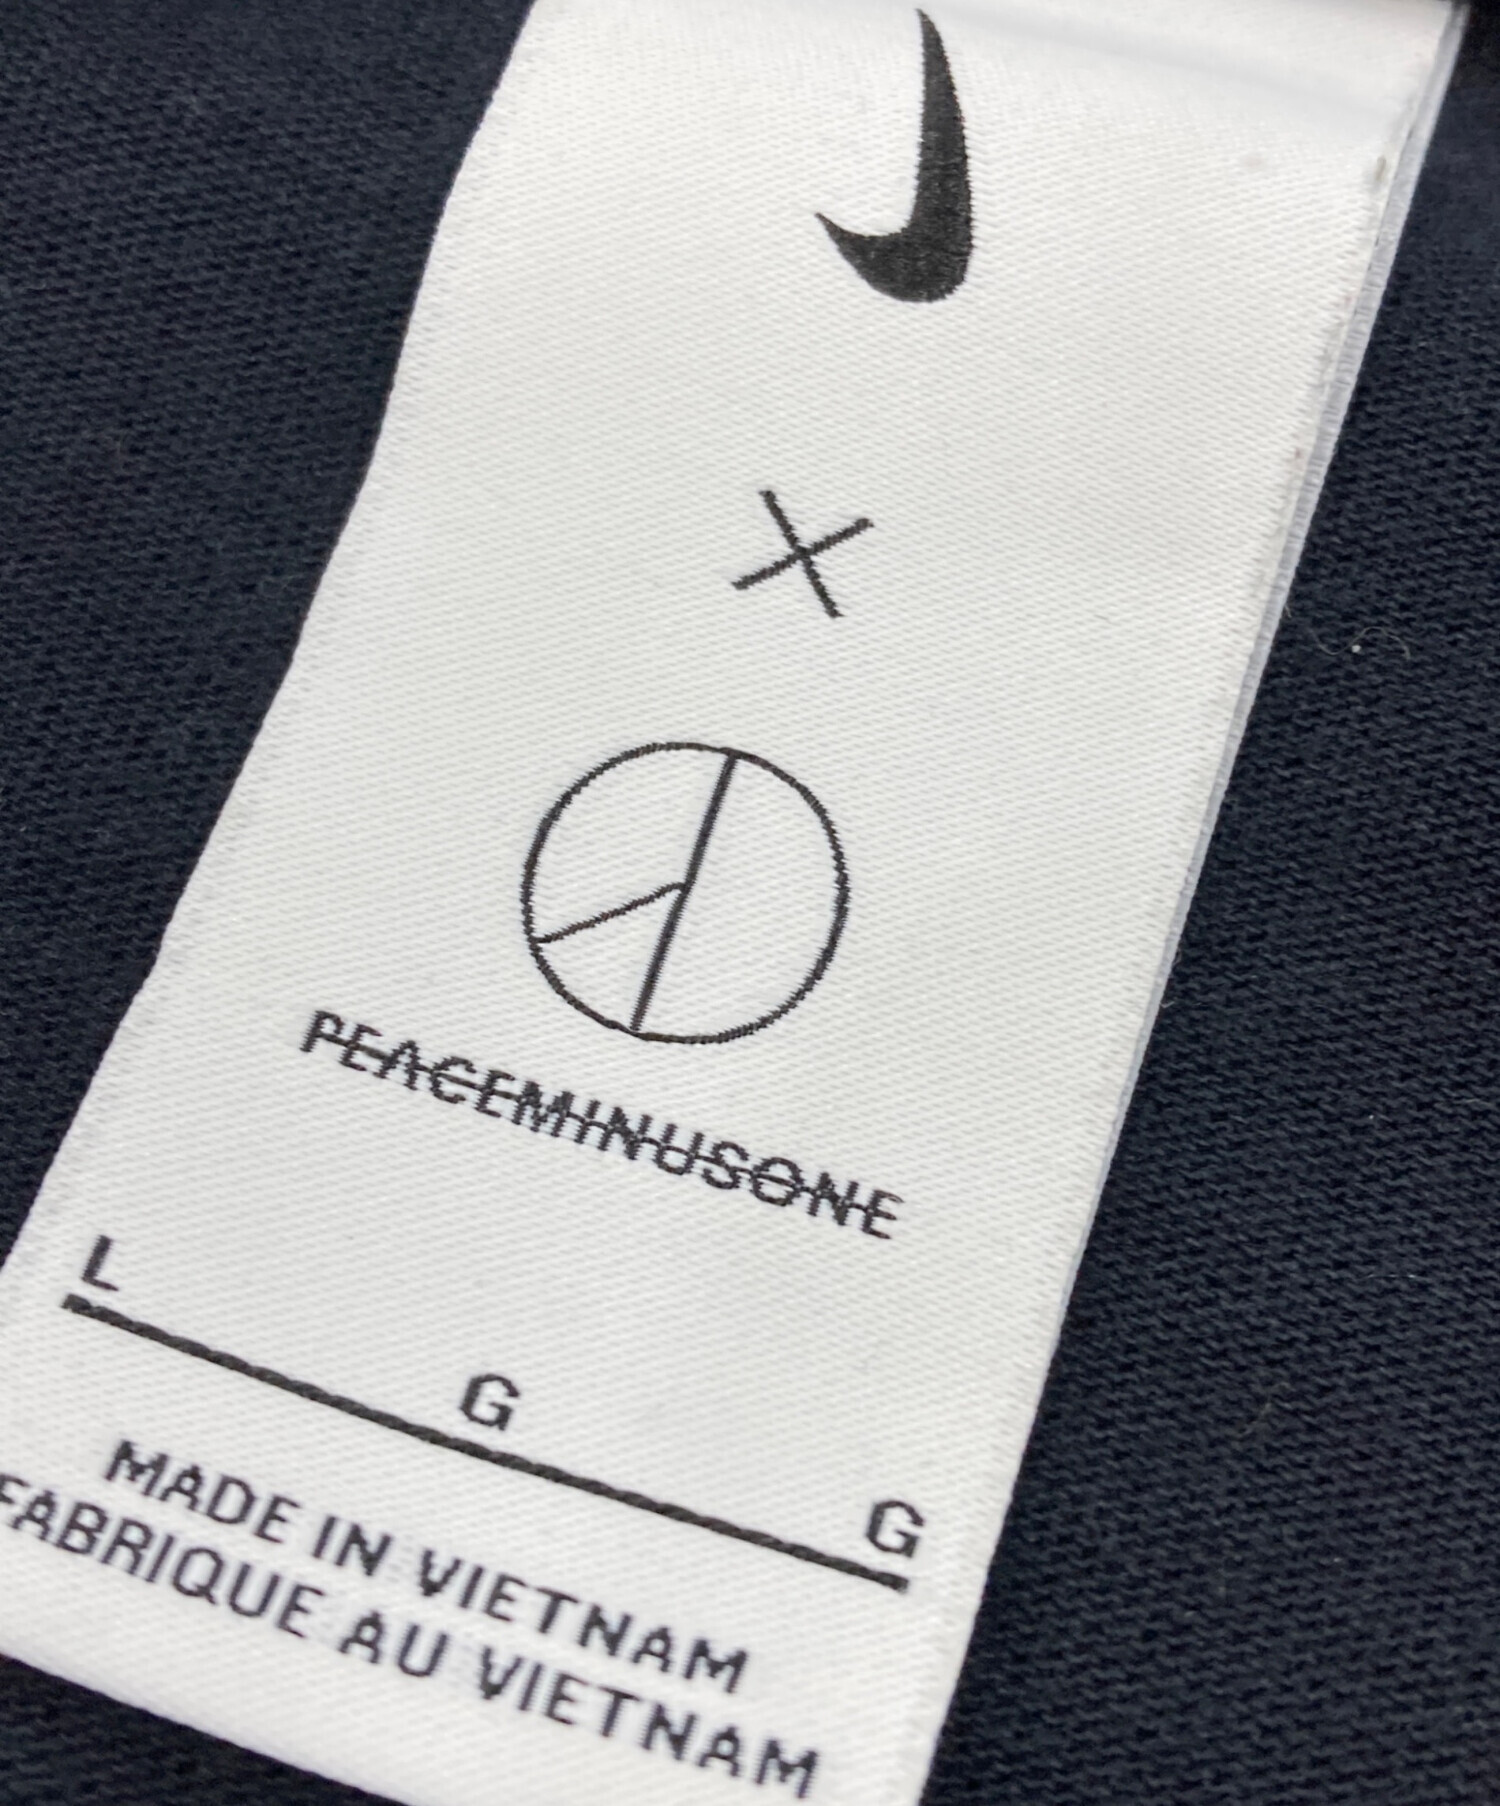 X
PEACEMINUSONE
L G G
MADE IN VIETNAM
FABRIQUE AU VIETNAM